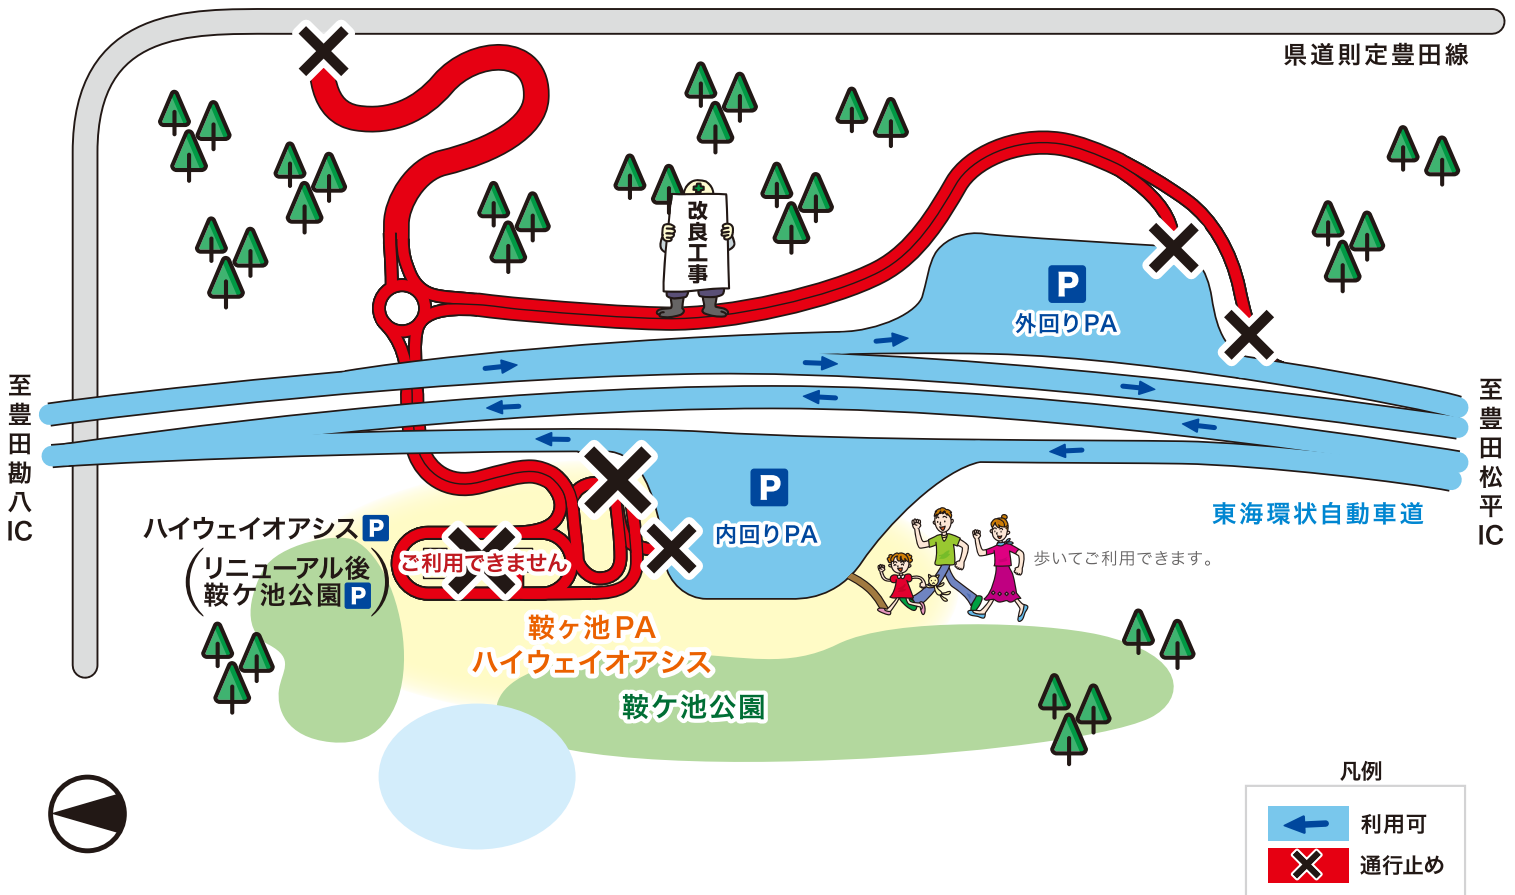 県道則定豊田線
改良工事
P
外回りPA
至豊田勘八IC
至豊田松平IC
P
内回りPA
東海環状自動車道
ハイウェイオアシス P
(リニューアル後
鞍ケ池公園 P)
ご利用できません
歩いてご利用できます。
鞍ヶ池PA
ハイウェイオアシス
鞍ケ池公園
凡例
利用可
通行止め